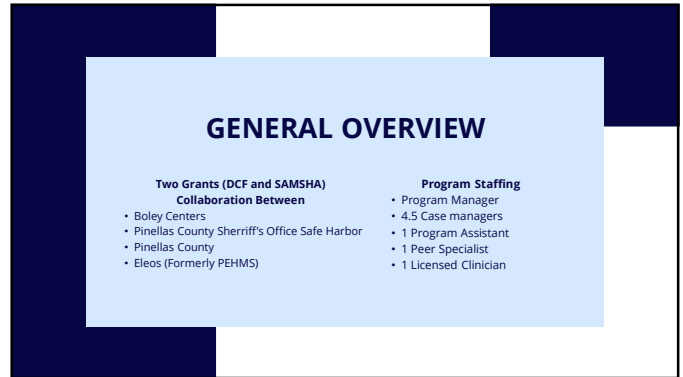 GENERAL OVERVIEW
Two Grants (DCF and SAMSHA)
Collaboration Between
• Boley Centers
• Pinellas County Sherriff's Office Safe Harbor
• Pinellas County
• Eleos (Formerly PEHMS)
Program Staffing
• Program Manager
• 4.5 Case managers
• 1 Program Assistant
• 1 Peer Specialist
• 1 Licensed Clinician